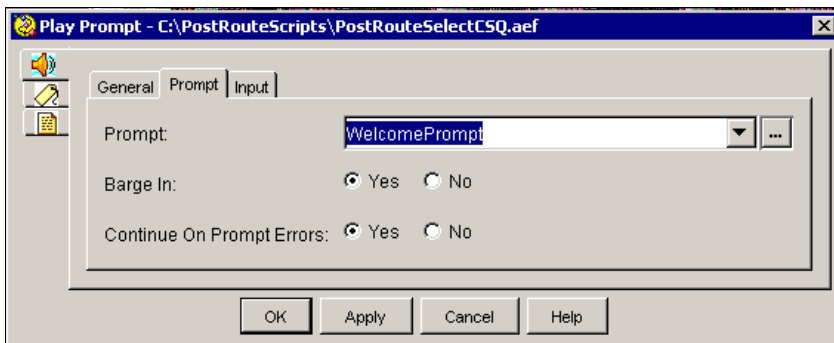 Play Prompt - C:\PostRouteScripts\PostRouteSelectCSQ.aef
General Prompt Input
Prompt: WelcomePrompt ...
Barge In: Yes No
Continue On Prompt Errors: Yes No
OK Apply Cancel Help